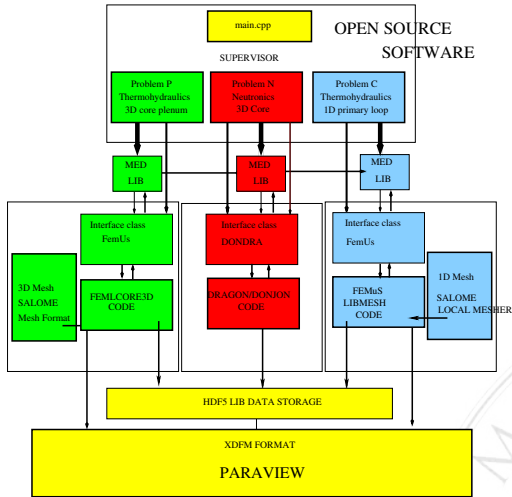 main.cpp
OPEN SOURCE
SOFTWARE
SUPERVISOR
Problem P
Thermohydraulics
3D core plenum
Problem N
Neutronics
3D Core
Problem C
Thermohydraulics
1D primary loop
MED
LIB
MED
LIB
MED
LIB
Interface class
FemUs
Interface class
DONDRA
Interface class
FemUs
3D Mesh
SALOME
Mesh Format
FEMLCORE3D
CODE
DRAGON/DONJON
CODE
FEMuS
LIBMESH
CODE
1D Mesh
SALOME
LOCAL MESHER
HDF5 LIB DATA STORAGE
XDFM FORMAT
PARAVIEW